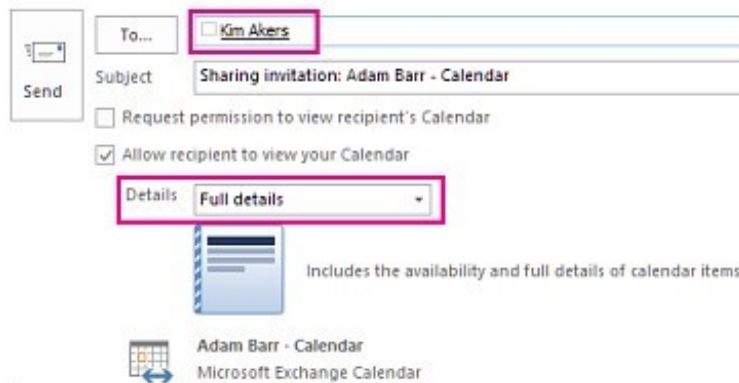 To... Kim Akers
Send
Subject Sharing invitation: Adam Barr - Calendar
Request permission to view recipient's Calendar
Allow recipient to view your Calendar
Details Full details
Includes the availability and full details of calendar items
Adam Barr - Calendar
Microsoft Exchange Calendar